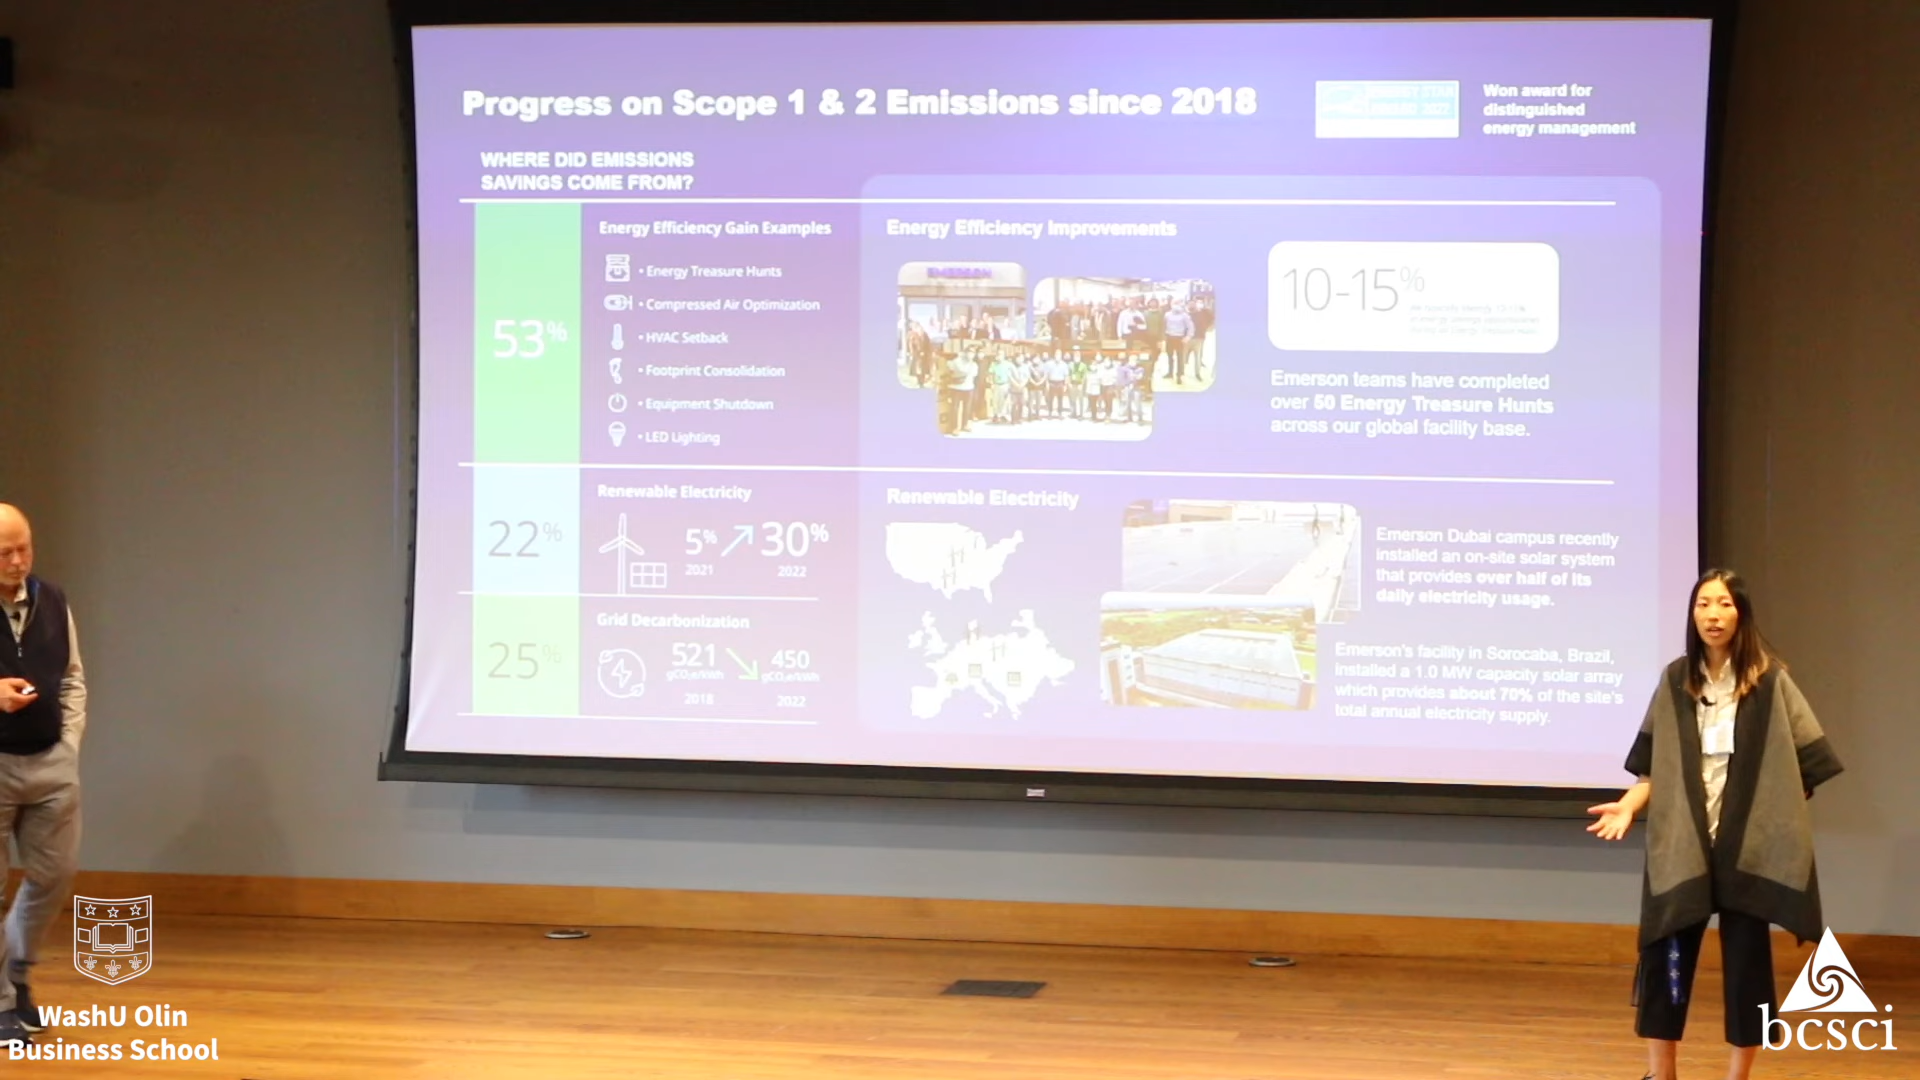 Progress on Scope 1 & 2 Emissions since 2018
ENERGY STAR
AWARD 2022
Won award for
distinguished
energy management
WHERE DID EMISSIONS
SAVINGS COME FROM?
53%
Energy Efficiency Gain Examples
• Energy Treasure Hunts
• Compressed Air Optimization
• HVAC Setback
• Footprint Consolidation
• Equipment Shutdown
• LED Lighting
Energy Efficiency Improvements
EMERSON
10-15%
Emerson teams have completed
over 50 Energy Treasure Hunts
across our global facility base.
22%
Renewable Electricity
5% 30%
2021 2022
25%
Grid Decarbonization
521 450
gCO₂e/kWh gCO₂e/kWh
2018 2022
Renewable Electricity
Emerson Dubai campus recently
installed an on-site solar system
that provides over half of its
daily electricity usage.
Emerson's facility in Sorocaba, Brazil,
installed a 1.0 MW capacity solar array
which provides about 70% of the site's
total annual electricity supply.
WashU Olin
Business School
bcsci